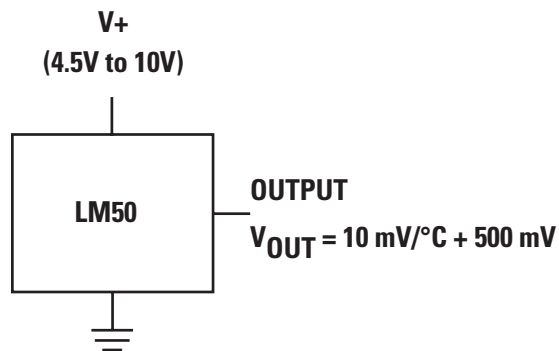 V+
(4.5V to 10V)
LM50
OUTPUT
VOUT = 10 mV/°C + 500 mV